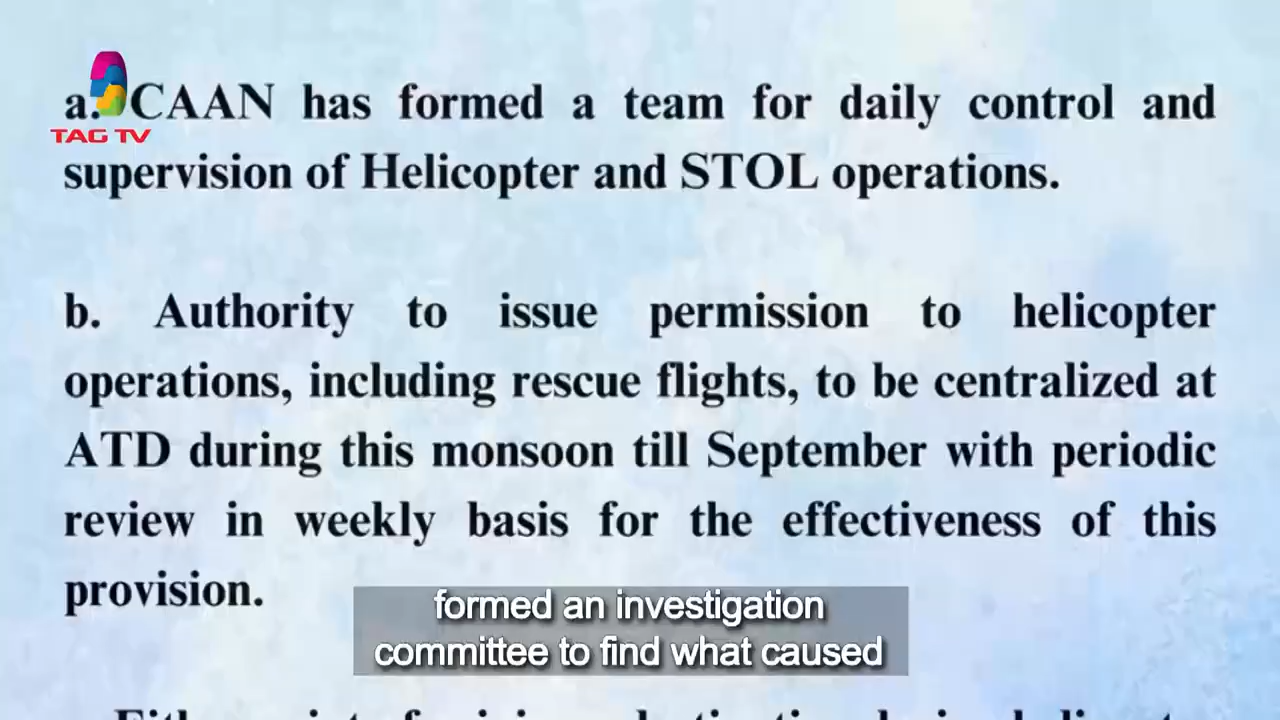 a. CAAN has formed a team for daily control and
TAG TV
supervision of Helicopter and STOL operations.
b. Authority to issue permission to helicopter
operations, including rescue flights, to be centralized at
ATD during this monsoon till September with periodic
review in weekly basis for the effectiveness of this
provision.
formed an investigation
committee to find what caused